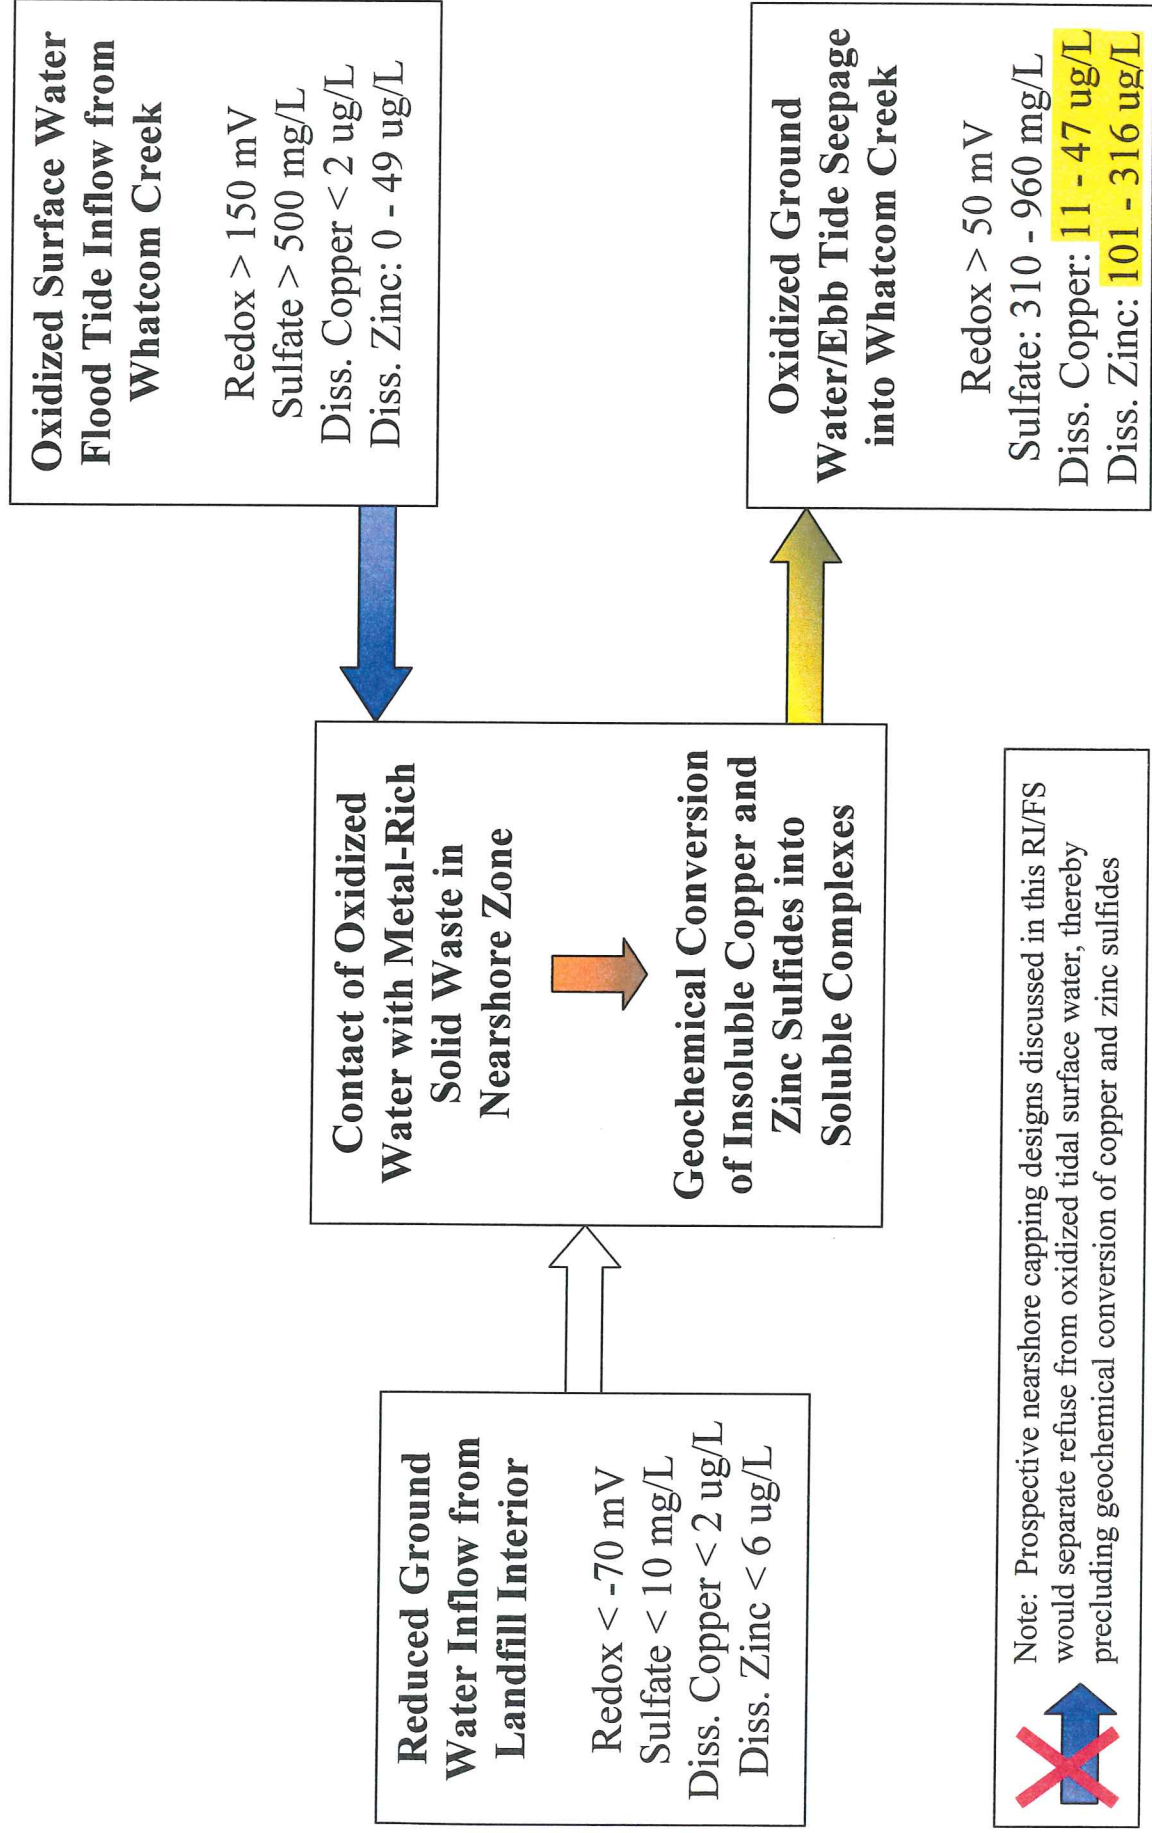 Reduced Ground
Water Inflow from
Landfill Interior
Redox < -70 mV
Sulfate < 10 mg/L
Diss. Copper < 2 ug/L
Diss. Zinc < 6 ug/L
Contact of Oxidized
Water with Metal-Rich
Solid Waste in
Nearshore Zone
Geochemical Conversion
of Insoluble Copper and
Zinc Sulfides into
Soluble Complexes
Oxidized Surface Water
Flood Tide Inflow from
Whatcom Creek
Redox > 150 mV
Sulfate > 500 mg/L
Diss. Copper < 2 ug/L
Diss. Zinc: 0 - 49 ug/L
Oxidized Ground
Water/Ebb Tide Seepage
into Whatcom Creek
Redox > 50 mV
Sulfate: 310 - 960 mg/L
Diss. Copper: 11 - 47 ug/L
Diss. Zinc: 101 - 316 ug/L
Note: Prospective nearshore capping designs discussed in this RI/FS
would separate refuse from oxidized tidal surface water, thereby
precluding geochemical conversion of copper and zinc sulfides